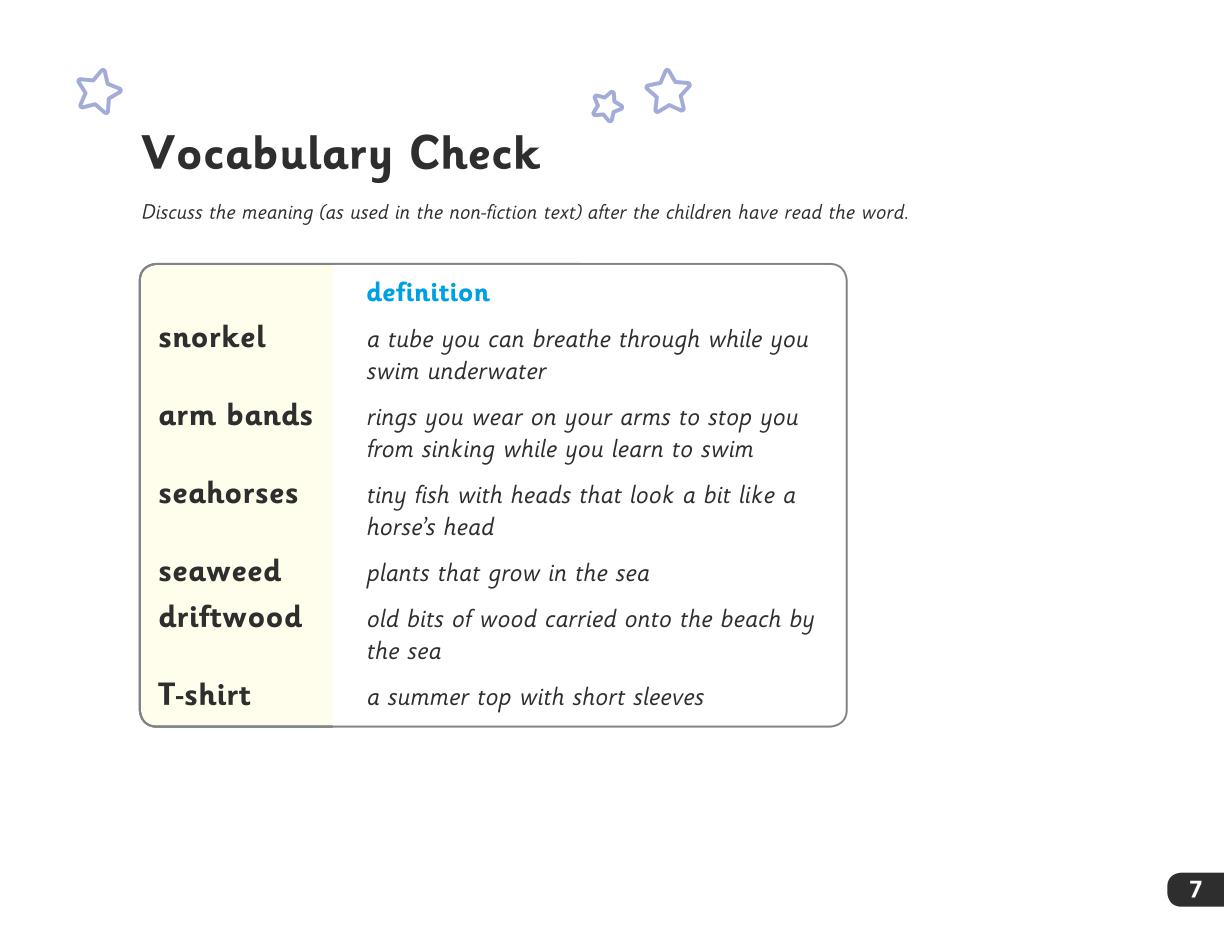 Vocabulary Check
Discuss the meaning (as used in the non-fiction text) after the children have read the word.
definition
snorkel
a tube you can breathe through while you
swim underwater
arm bands
rings you wear on your arms to stop you
from sinking while you learn to swim
seahorses
tiny fish with heads that look a bit like a
horse's head
seaweed
plants that grow in the sea
driftwood
old bits of wood carried onto the beach by
the sea
T-shirt
a summer top with short sleeves
7